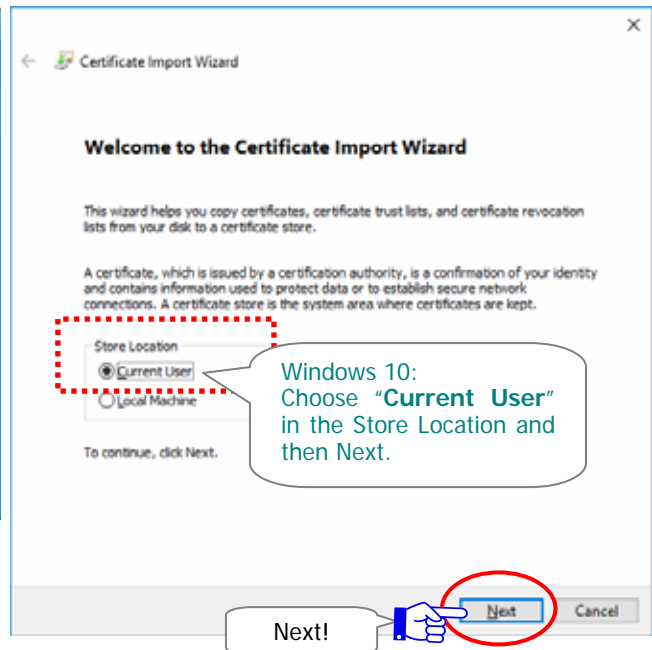 Certificate Import Wizard
Welcome to the Certificate Import Wizard
This wizard helps you copy certificates, certificate trust lists, and certificate revocation
lists from your disk to a certificate store.
A certificate, which is issued by a certification authority, is a confirmation of your identity
and contains information used to protect data or to establish secure network
connections. A certificate store is the system area where certificates are kept.
Store Location
Current User
Local Machine
Windows 10:
Choose “Current User”
in the Store Location and
then Next.
To continue, click Next.
Next!
Next
Cancel